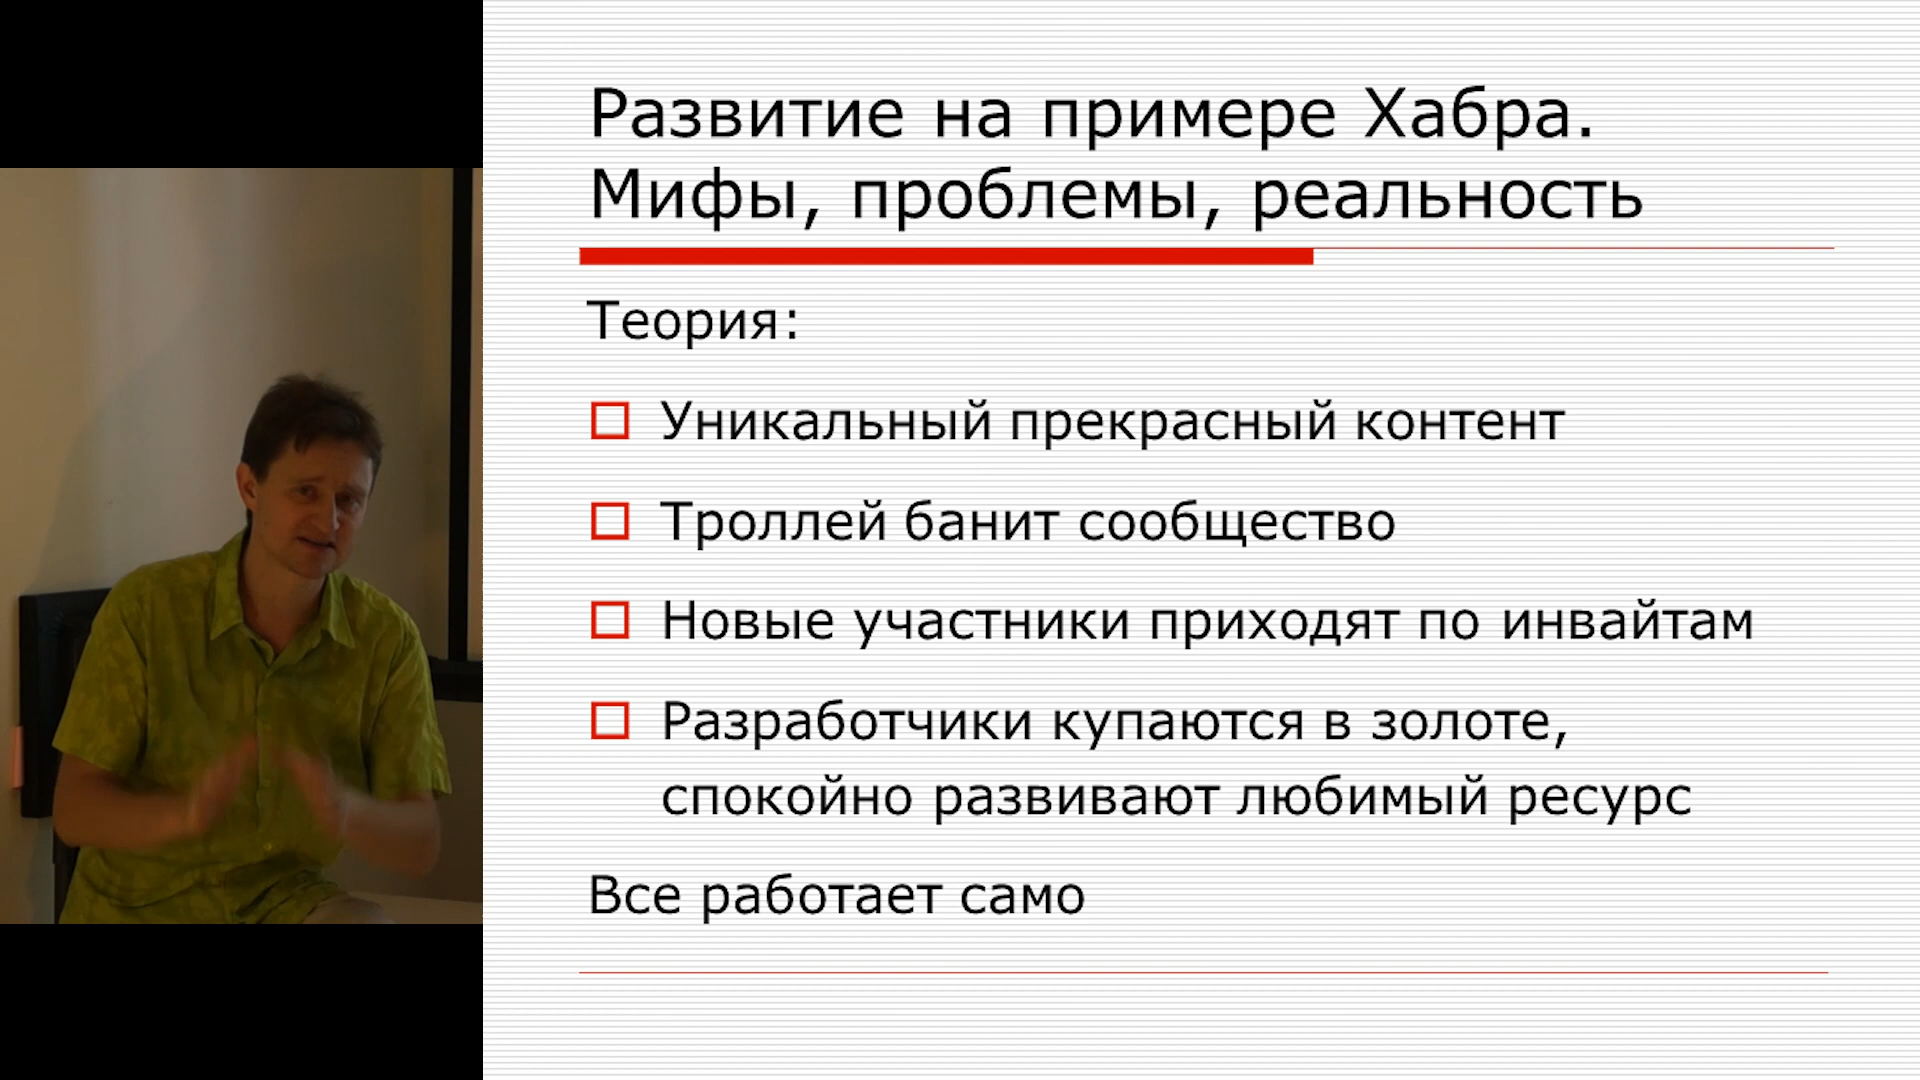 Развитие на примере Хабра.
Мифы, проблемы, реальность
Теория:
Уникальный прекрасный контент
Троллей банит сообщество
Новые участники приходят по инвайтам
Разработчики купаются в золоте,
спокойно развивают любимый ресурс
Все работает само